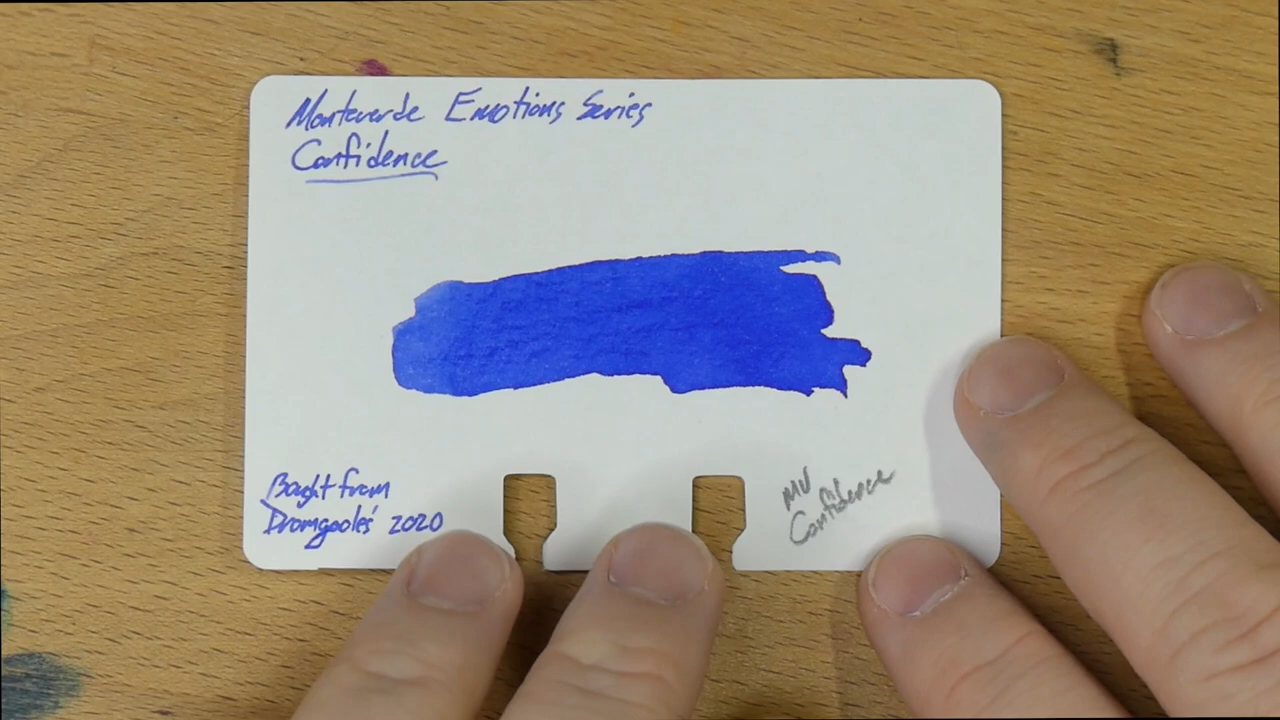 Monteverde Emotions Series
Confidence
Bought from
Dromgooles' 2020
MV
Confidence